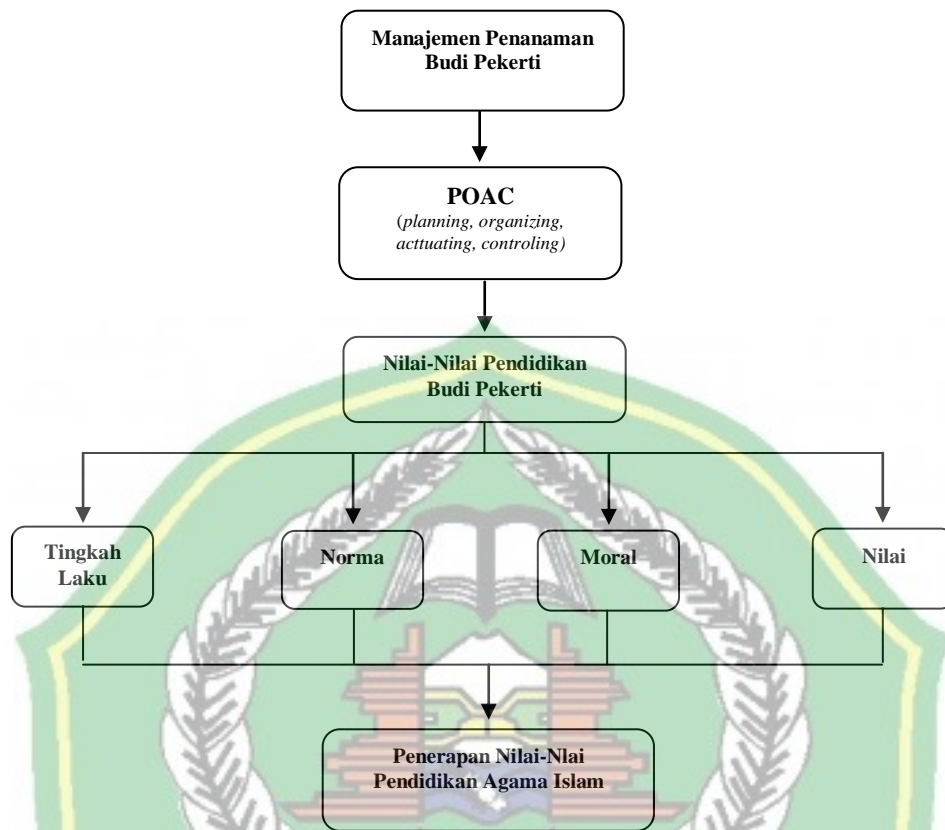 Manajemen Penanaman
Budi Pekerti
POAC
(planning, organizing,
acttuating, controling)
Nilai-Nilai Pendidikan
Budi Pekerti
Tingkah
Laku
Norma
Moral
Nilai
Penerapan Nilai-Nlai
Pendidikan Agama Islam